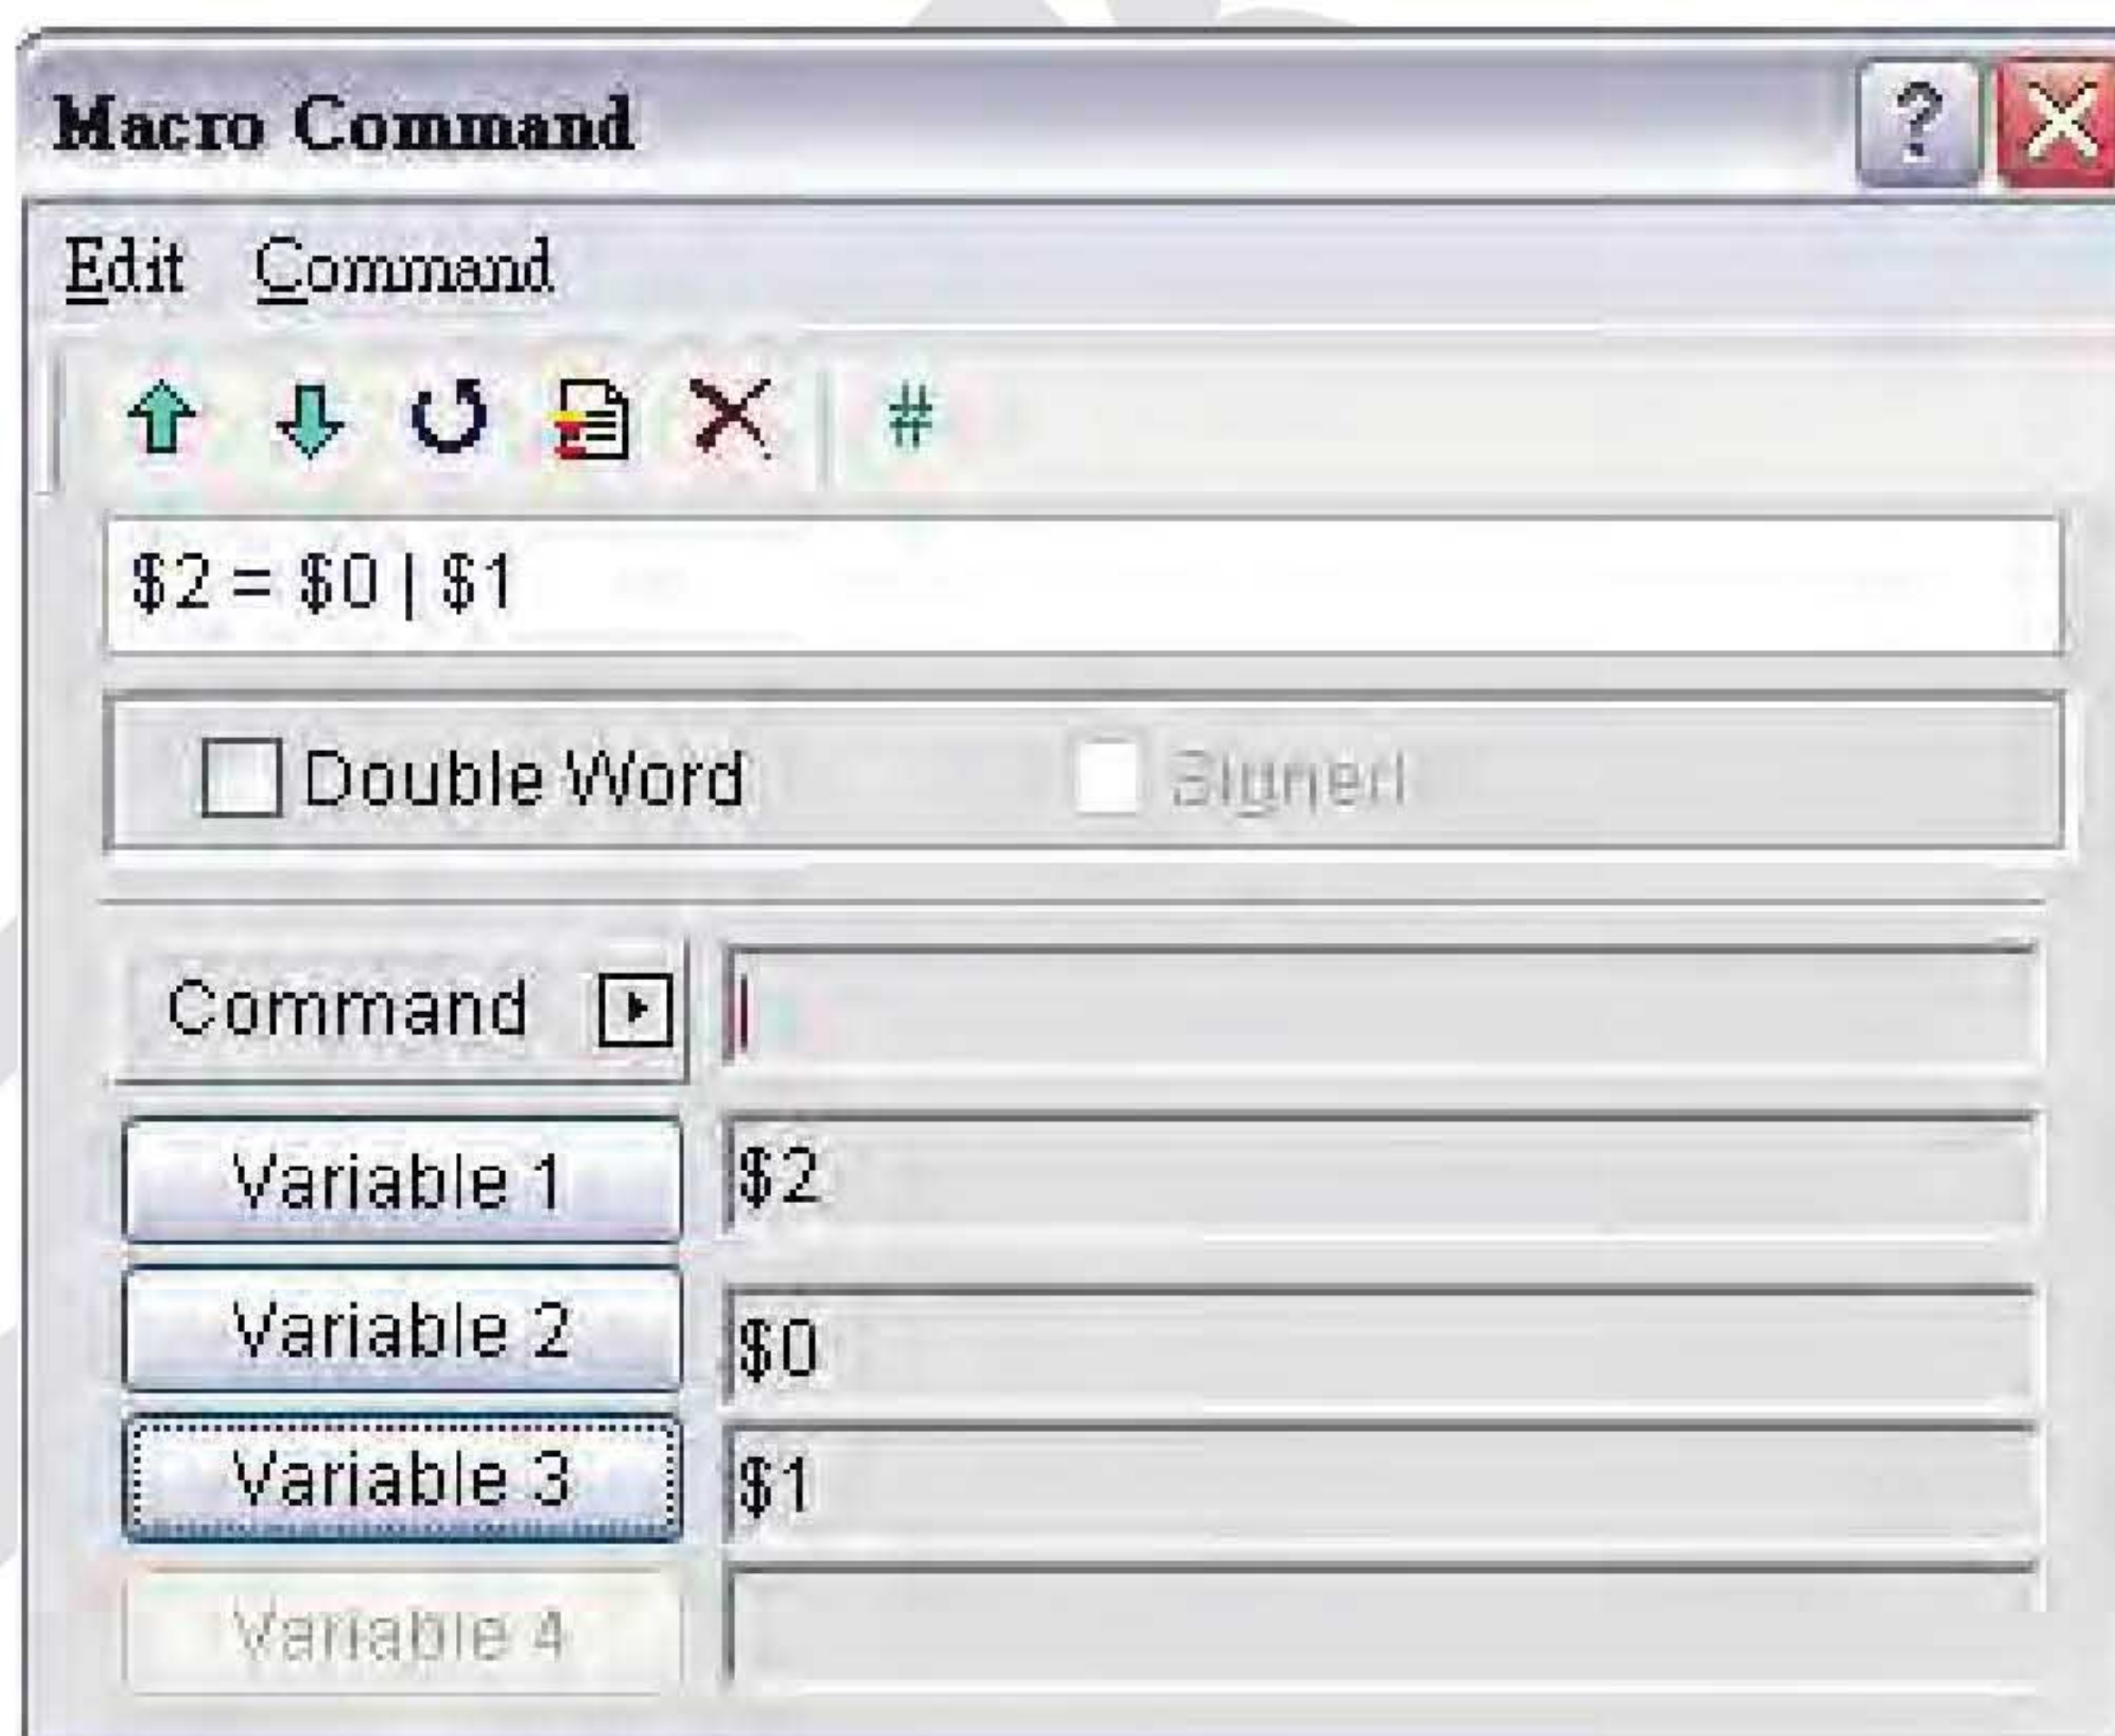 Macro Command
?
Edit Command
#
$2 = $0 | $1
Double Word Signed
Command |
Variable 1 $2
Variable 2 $0
Variable 3 $1
Variable 4